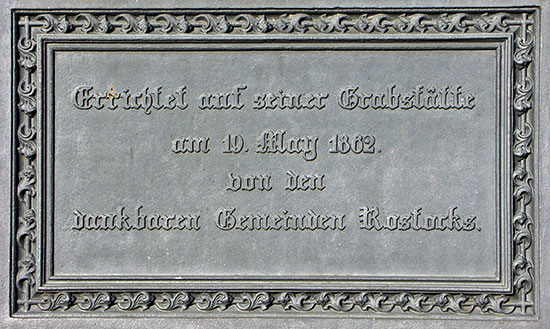 Errichtet auf seiner Grabstätte
am 19. May 1862.
von den
dankbaren Gemeinden Rostocks.